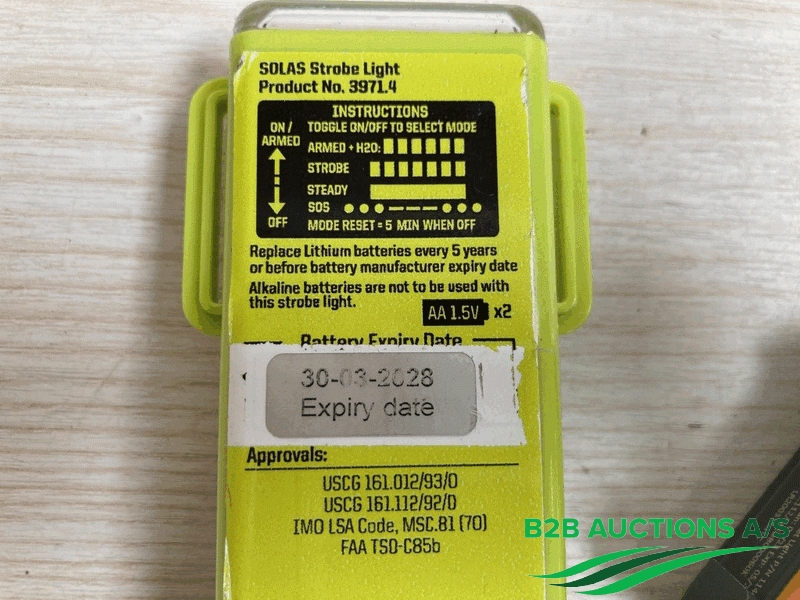 SOLAS Strobe Light
Product No. 3971.4
INSTRUCTIONS
ON /
ARMED
OFF
TOGGLE ON/OFF TO SELECT MODE
ARMED + H2O:
STROBE
STEADY
SOS
MODE RESET = 5 MIN WHEN OFF
Replace Lithium batteries every 5 years
or before battery manufacturer expiry date
Alkaline batteries are not to be used with
this strobe light.
AA 1.5V x2
Battery Expiry Date
30-03-2028
Expiry date
Approvals:
USCG 161.012/93/0
USCG 161.112/92/0
IMO LSA Code, MSC.81 (70)
FAA TSO-C85b
B2B AUCTIONS A/S